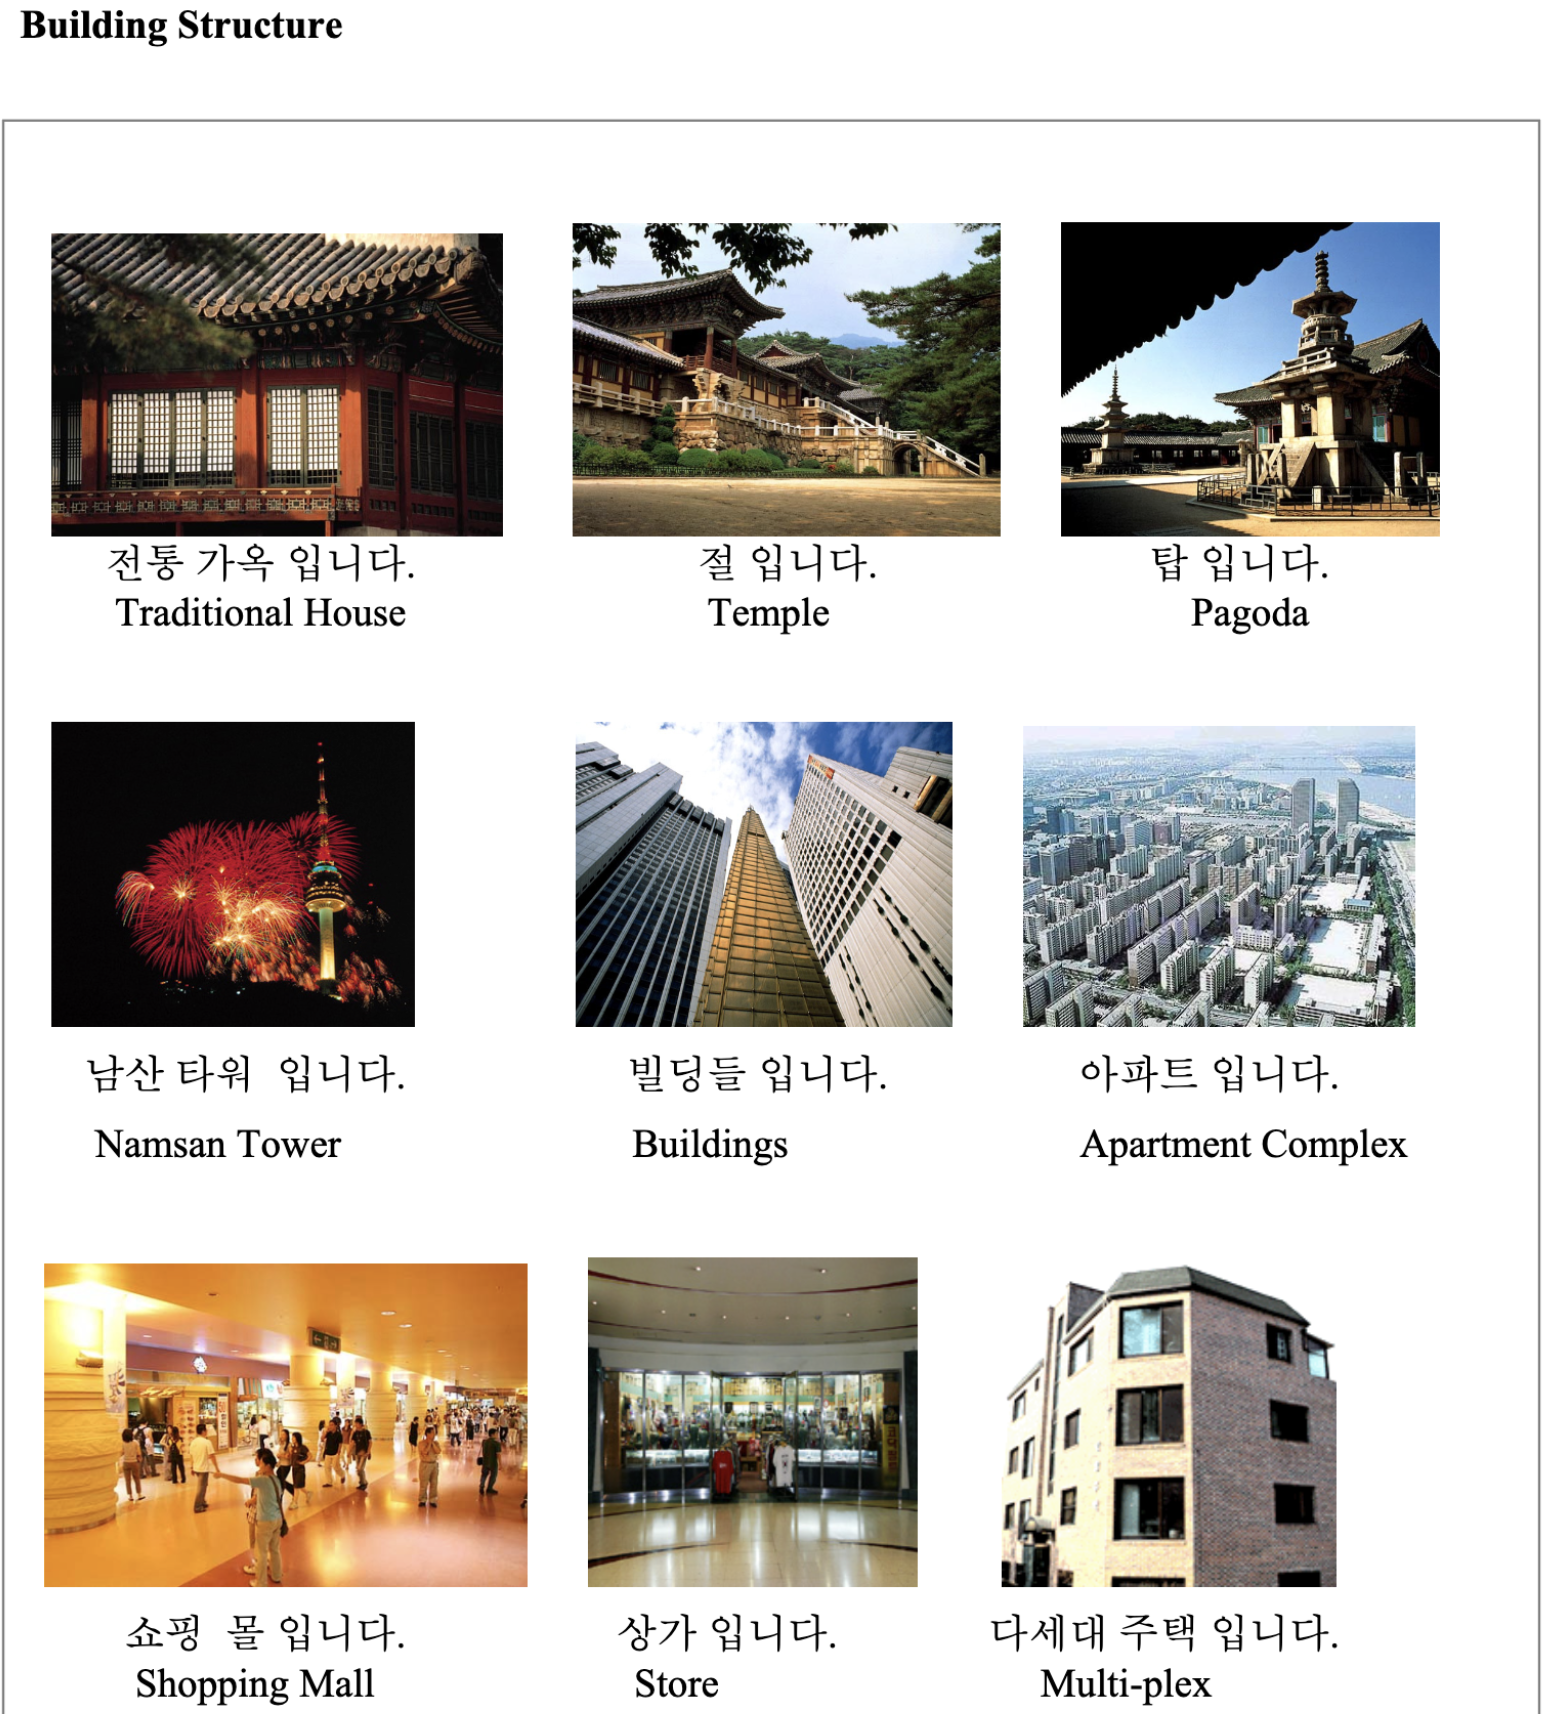 Building Structure
전통 가옥 입니다.
Traditional House
절 입니다.
Temple
탑 입니다.
Pagoda
남산 타워 입니다.
Namsan Tower
빌딩들 입니다.
Buildings
아파트 입니다.
Apartment Complex
쇼핑 몰 입니다.
Shopping Mall
상가 입니다.
Store
다세대 주택 입니다.
Multi-plex